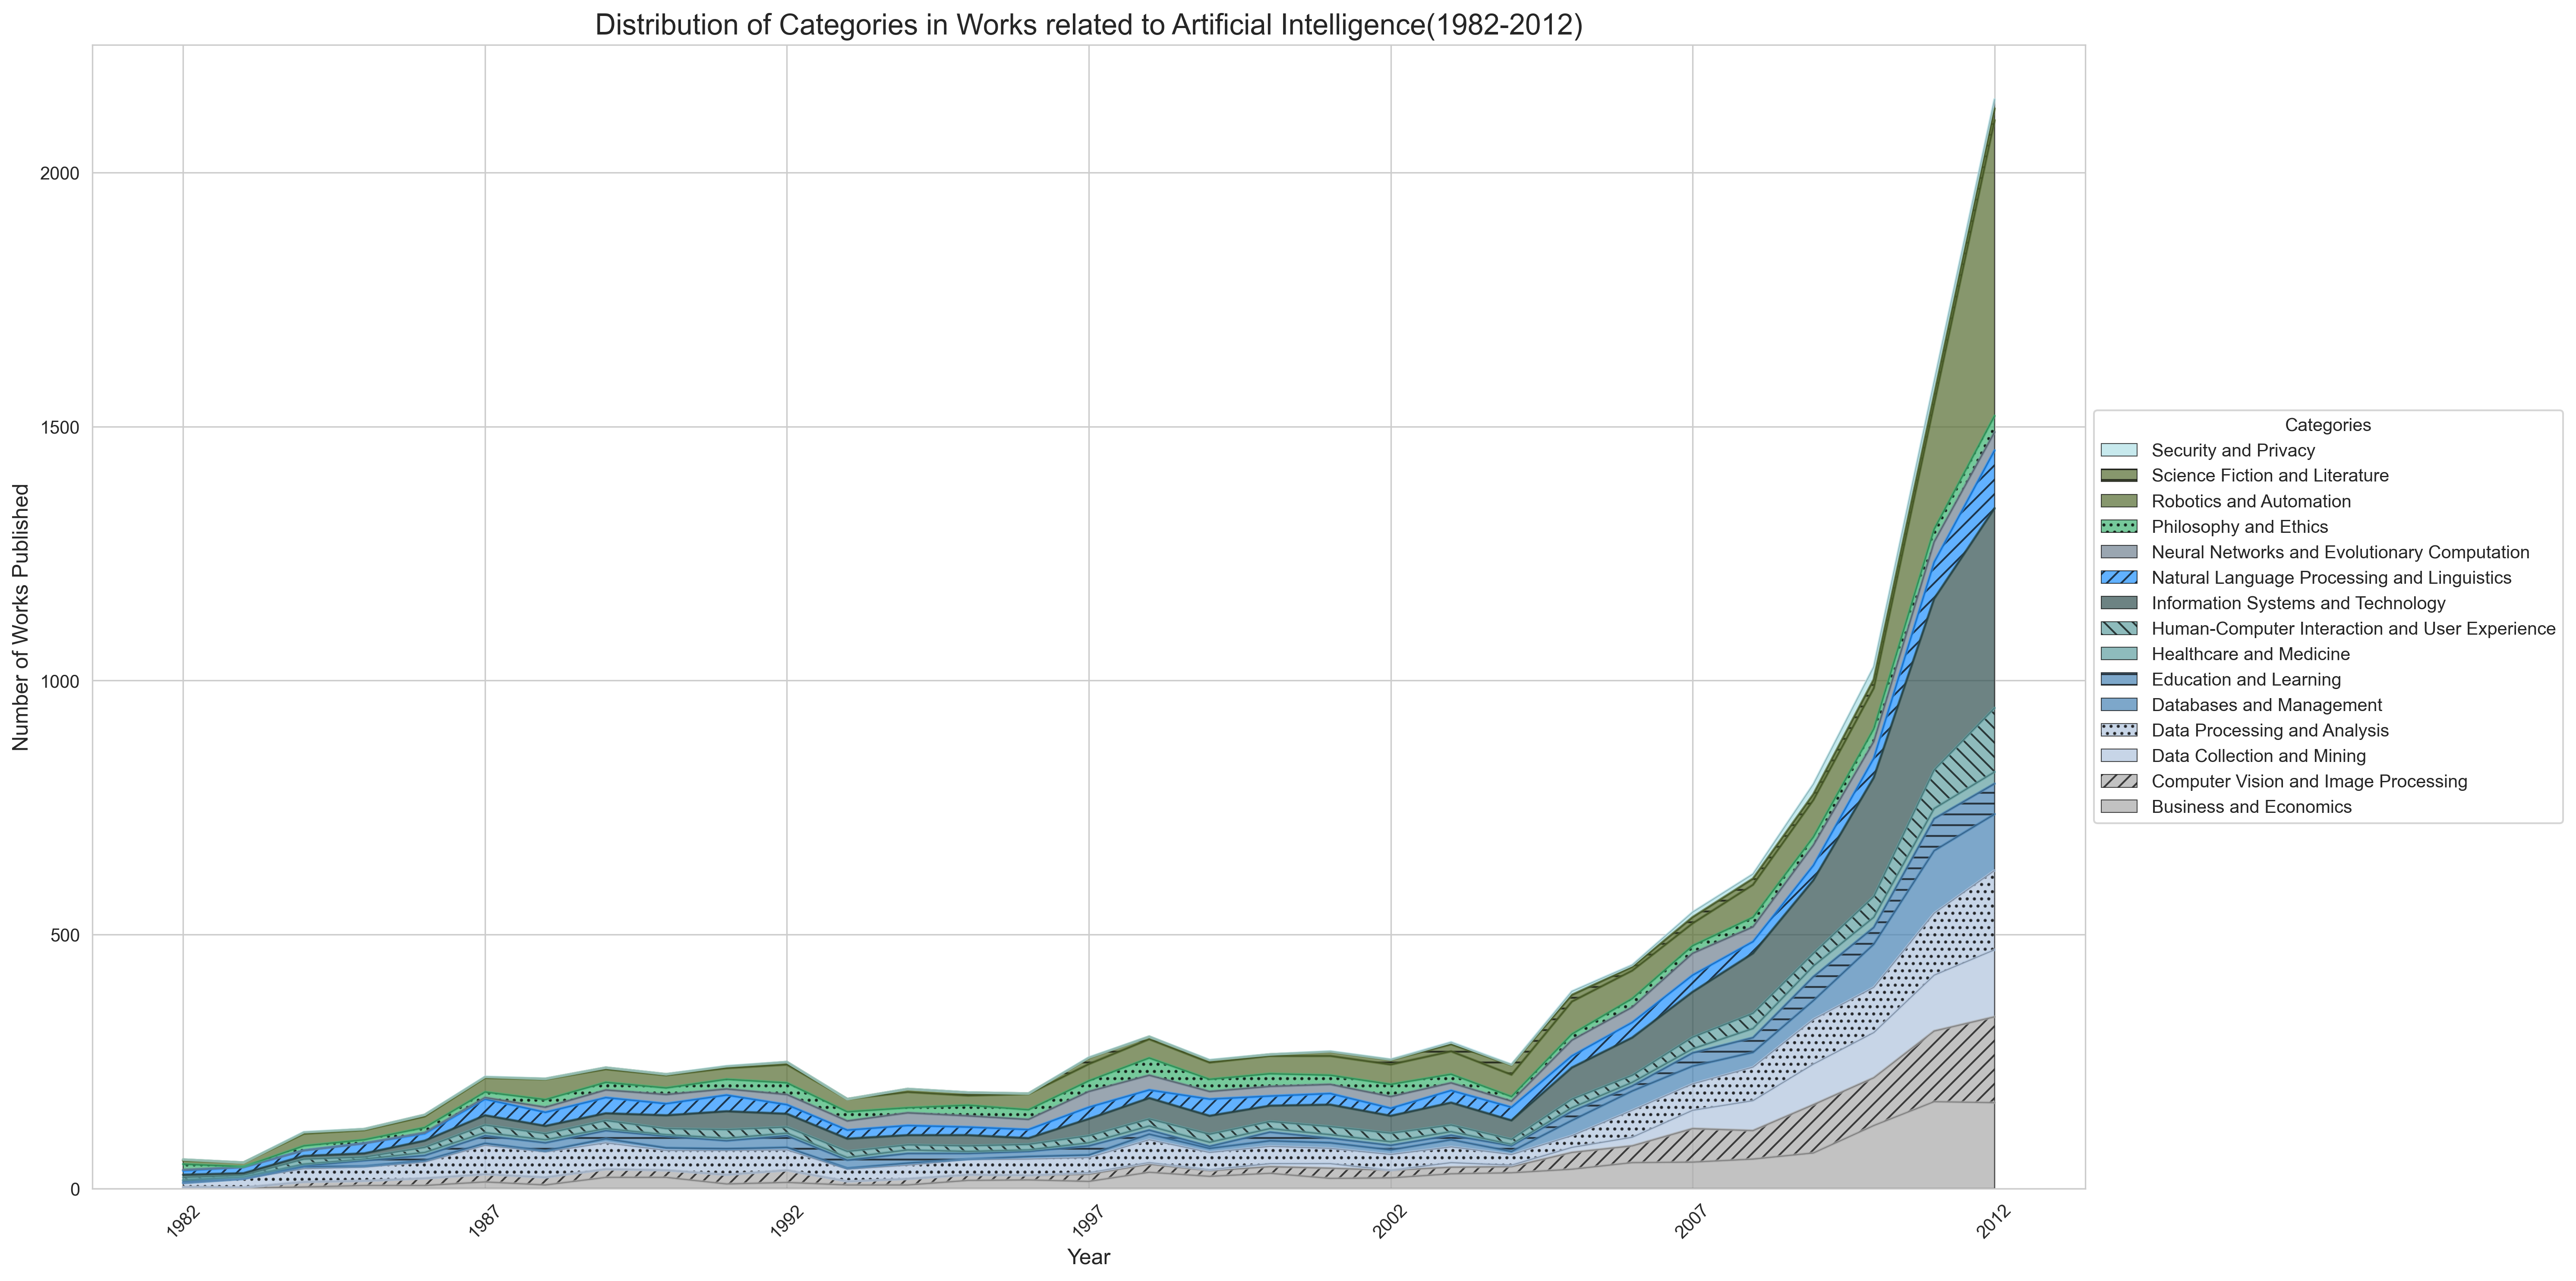 Distribution of Categories in Works related to Artificial Intelligence(1982-2012)
Number of Works Published
2000
1500
1000
500
0
1982
1987
1992
1997
2002
2007
2012
Year
Categories
Security and Privacy
Science Fiction and Literature
Robotics and Automation
Philosophy and Ethics
Neural Networks and Evolutionary Computation
Natural Language Processing and Linguistics
Information Systems and Technology
Human-Computer Interaction and User Experience
Healthcare and Medicine
Education and Learning
Databases and Management
Data Processing and Analysis
Data Collection and Mining
Computer Vision and Image Processing
Business and Economics